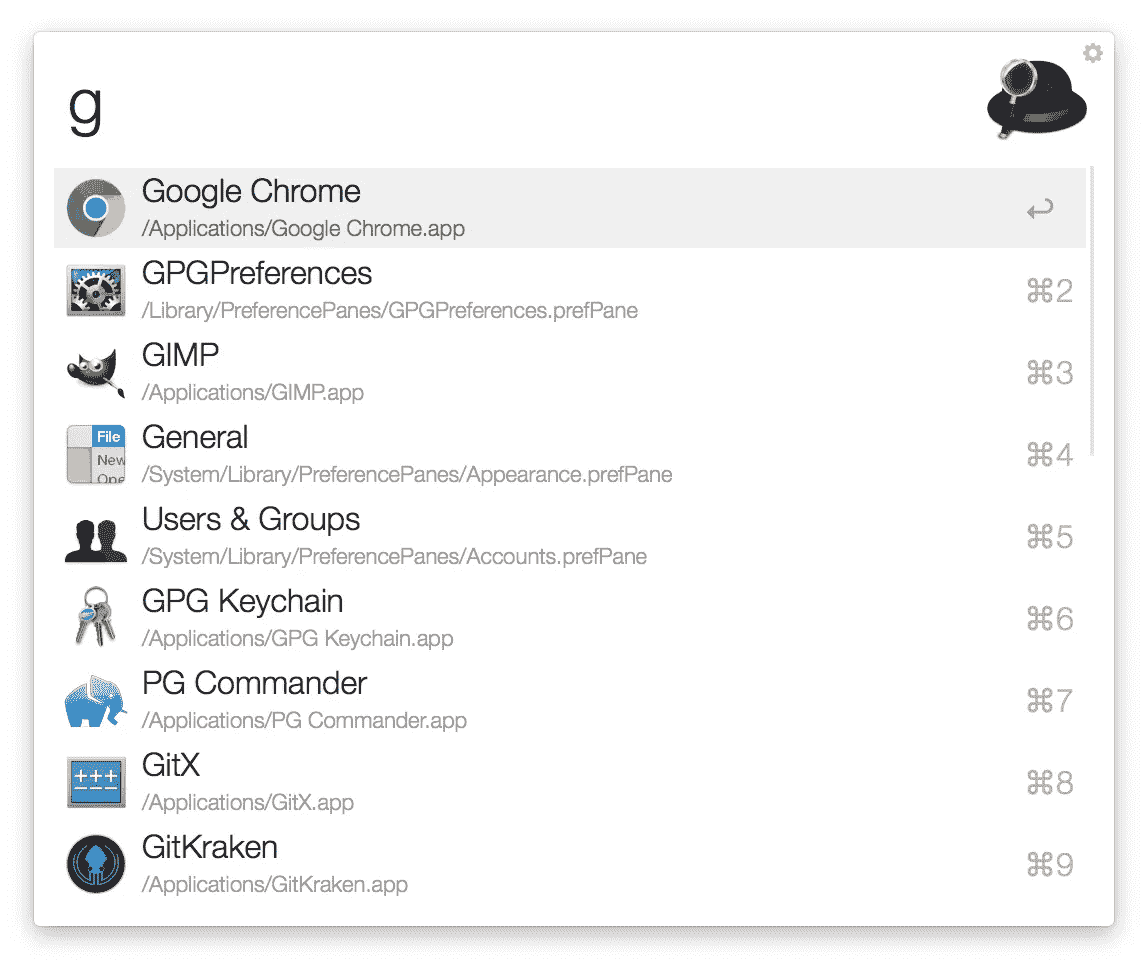 g
Google Chrome
/Applications/Google Chrome.app
↩
GPGPreferences
/Library/PreferencePanes/GPGPreferences.prefPane
⌘2
GIMP
/Applications/GIMP.app
⌘3
File
New
Ope
General
/System/Library/PreferencePanes/Appearance.prefPane
⌘4
Users & Groups
/System/Library/PreferencePanes/Accounts.prefPane
⌘5
GPG Keychain
/Applications/GPG Keychain.app
⌘6
PG Commander
/Applications/PG Commander.app
⌘7
+++
GitX
/Applications/GitX.app
⌘8
GitKraken
/Applications/GitKraken.app
⌘9